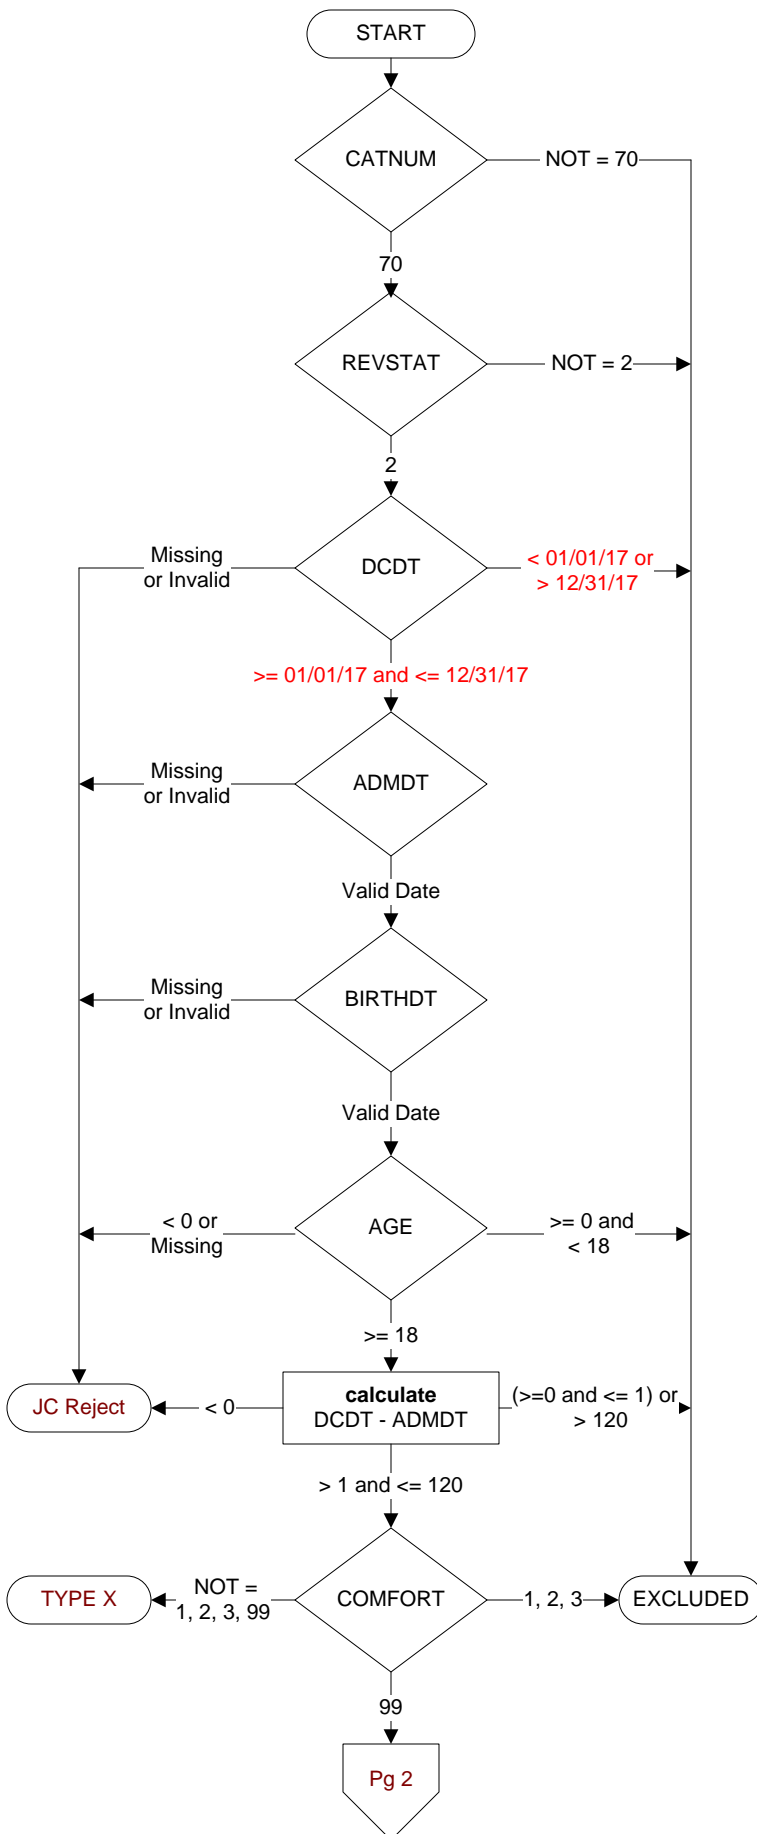 START
CATNUM
NOT = 70
70
REVSTAT
NOT = 2
2
Missing
or Invalid
DCDT
< 01/01/17 or
> 12/31/17
>= 01/01/17 and <= 12/31/17
Missing
or Invalid
ADMDT
Valid Date
Missing
or Invalid
BIRTHDT
Valid Date
< 0 or
Missing
AGE
>= 0 and
< 18
>= 18
JC Reject
< 0
calculate
DCDT - ADMDT
(>=0 and <= 1) or
> 120
> 1 and <= 120
TYPE X
NOT =
1, 2, 3, 99
COMFORT
1, 2, 3
EXCLUDED
99
Pg 2